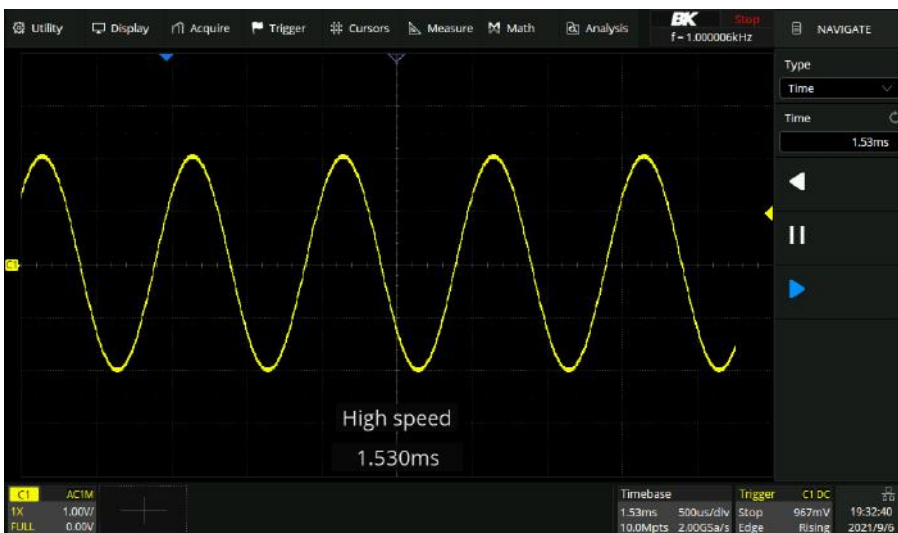 Utility Display Acquire Trigger Cursors Measure Math Analysis BK Stop NAVIGATE
f = 1.000006kHz
Type
Time
Time
1.53ms
C1
High speed
1.530ms
C1 AC1M Timebase Trigger C1 DC
1X 1.00V/ 1.53ms 500us/div Stop 967mV 19:32:40
FULL 0.00V 10.0Mpts 2.00GSa/s Edge Rising 2021/9/6